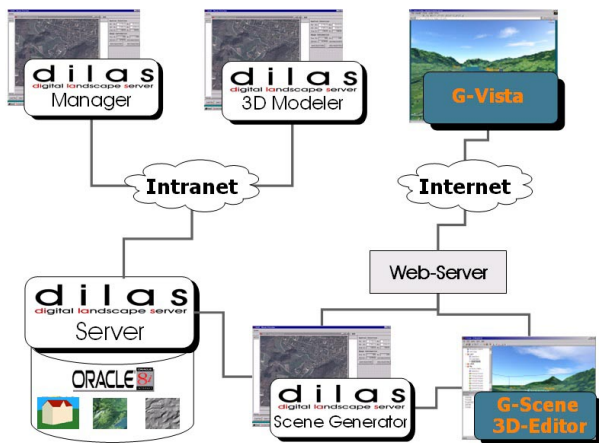 dilas
digital landscape server
Manager
dilas
digital landscape server
3D Modeler
G-Vista
Intranet
Internet
Web-Server
dilas
digital landscape server
Server
ORACLE 8i
dilas
digital landscape server
Scene Generator
G-Scene
3D-Editor